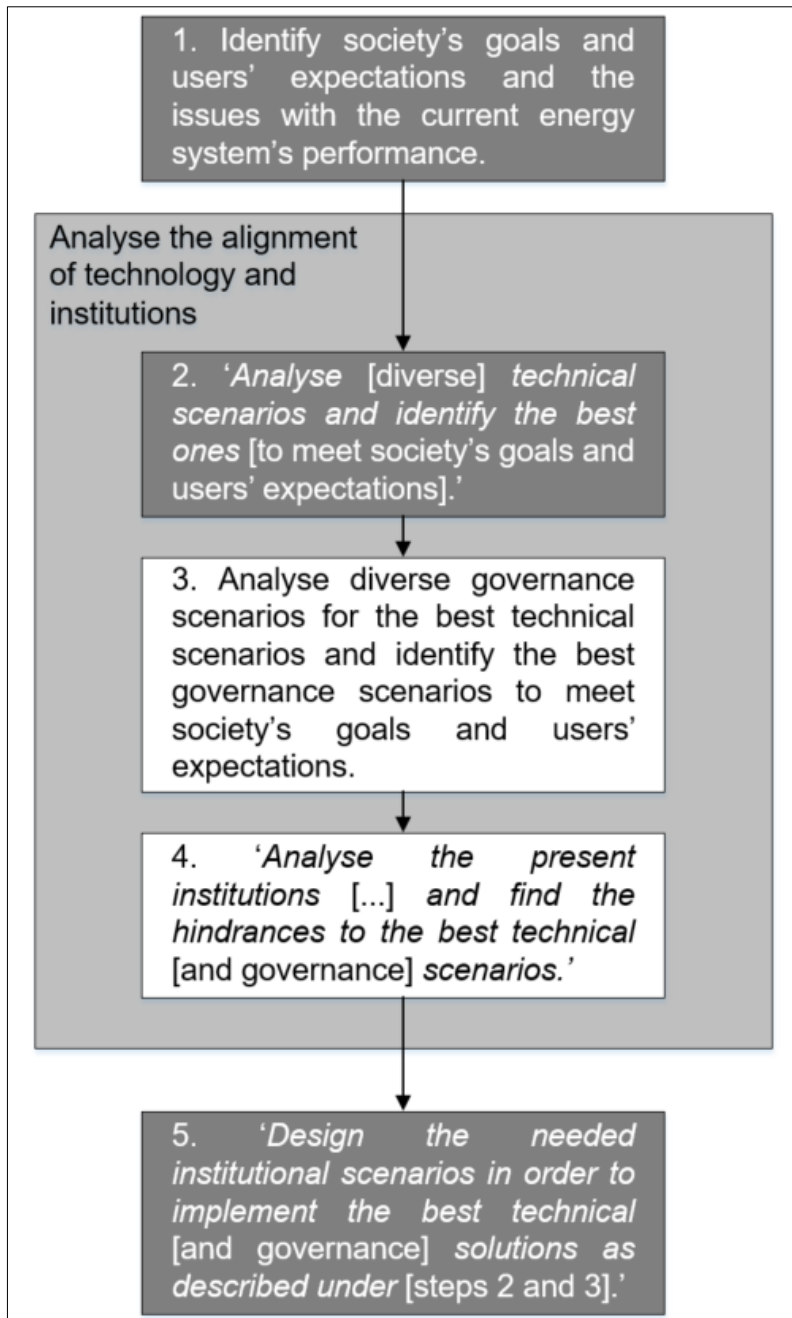 1. Identify society’s goals and
users’ expectations and the
issues with the current energy
system’s performance.
Analyse the alignment
of technology and
institutions
2. ‘Analyse [diverse] technical
scenarios and identify the best
ones [to meet society’s goals and
users’ expectations].’
3. Analyse diverse governance
scenarios for the best technical
scenarios and identify the best
governance scenarios to meet
society’s goals and users’
expectations.
4. ‘Analyse the present
institutions [...] and find the
hindrances to the best technical
[and governance] scenarios.’
5. ‘Design the needed
institutional scenarios in order to
implement the best technical
[and governance] solutions as
described under [steps 2 and 3].’